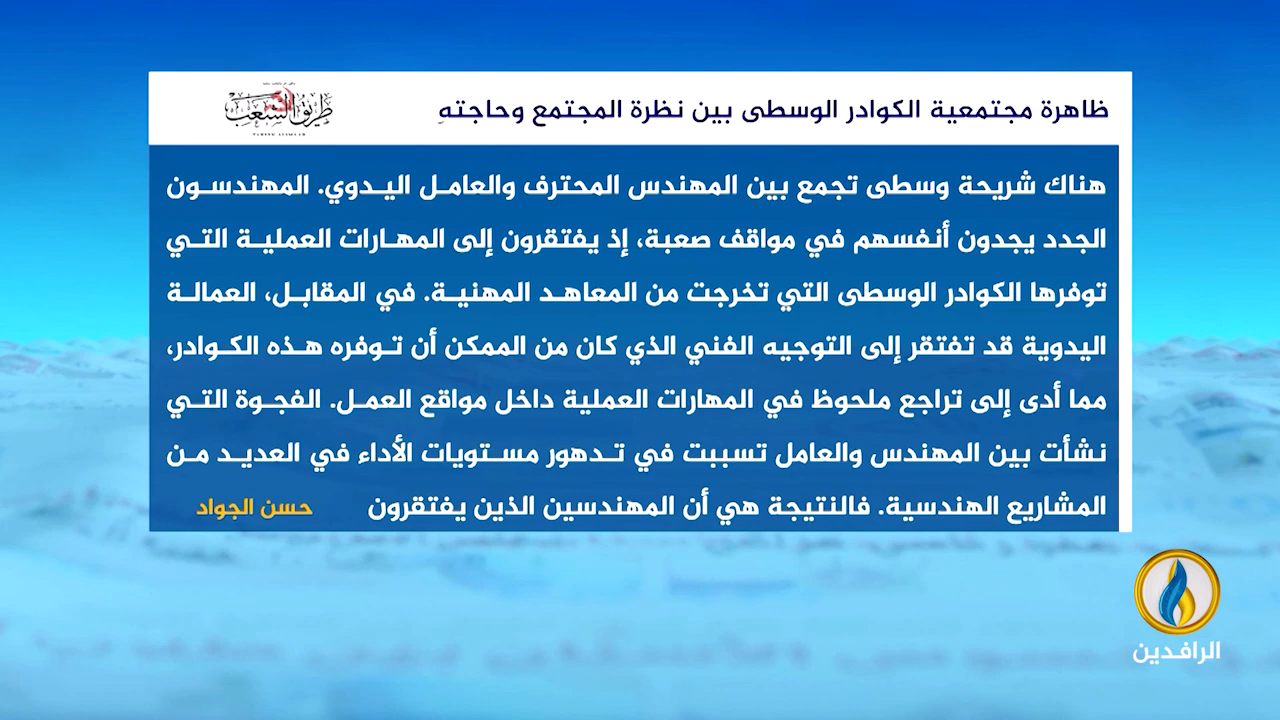 ظاهرة مجتمعية الكوادر الوسطى بين نظرة المجتمع وحاجتهِ
طريق الشعب
TAREEK ASHAAB
هناك شريحة وسطى تجمع بين المهندس المحترف والعامل اليدوي. المهندسون
الجدد يجدون أنفسهم في مواقف صعبة، إذ يفتقرون إلى المهارات العملية التي
توفرها الكوادر الوسطى التي تخرجت من المعاهد المهنية. في المقابل، العمالة
اليدوية قد تفتقر إلى التوجيه الفني الذي كان من الممكن أن توفره هذه الكوادر،
مما أدى إلى تراجع ملحوظ في المهارات العملية داخل مواقع العمل. الفجوة التي
نشأت بين المهندس والعامل تسببت في تدهور مستويات الأداء في العديد من
المشاريع الهندسية. فالنتيجة هي أن المهندسين الذين يفتقرون
حسن الجواد
الرافدين